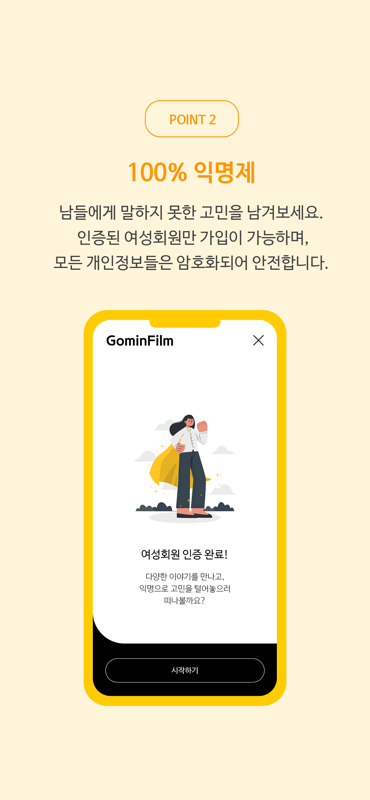 POINT 2
100% 익명제
남들에게 말하지 못한 고민을 남겨보세요.
인증된 여성회원만 가입이 가능하며,
모든 개인정보들은 암호화되어 안전합니다.
GominFilm
여성회원 인증 완료!
다양한 이야기를 만나고,
익명으로 고민을 털어놓으러
떠나볼까요?
시작하기